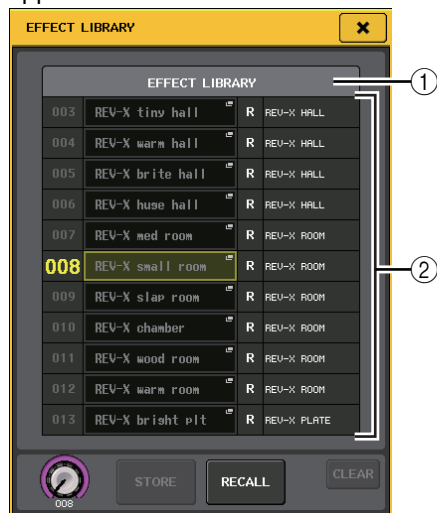 EFFECT LIBRARY ×
EFFECT LIBRARY
1
003 REV-X tiny hall R REV-X HALL
004 REV-X warm hall R REV-X HALL
005 REV-X brite hall R REV-X HALL
006 REV-X huge hall R REV-X HALL
007 REV-X med room R REV-X ROOM
008 REV-X small room R REV-X ROOM
2
009 REV-X slap room R REV-X ROOM
010 REV-X chamber R REV-X ROOM
011 REV-X wood room R REV-X ROOM
012 REV-X warm room R REV-X ROOM
013 REV-X bright plt R REV-X PLATE
008 STORE RECALL CLEAR